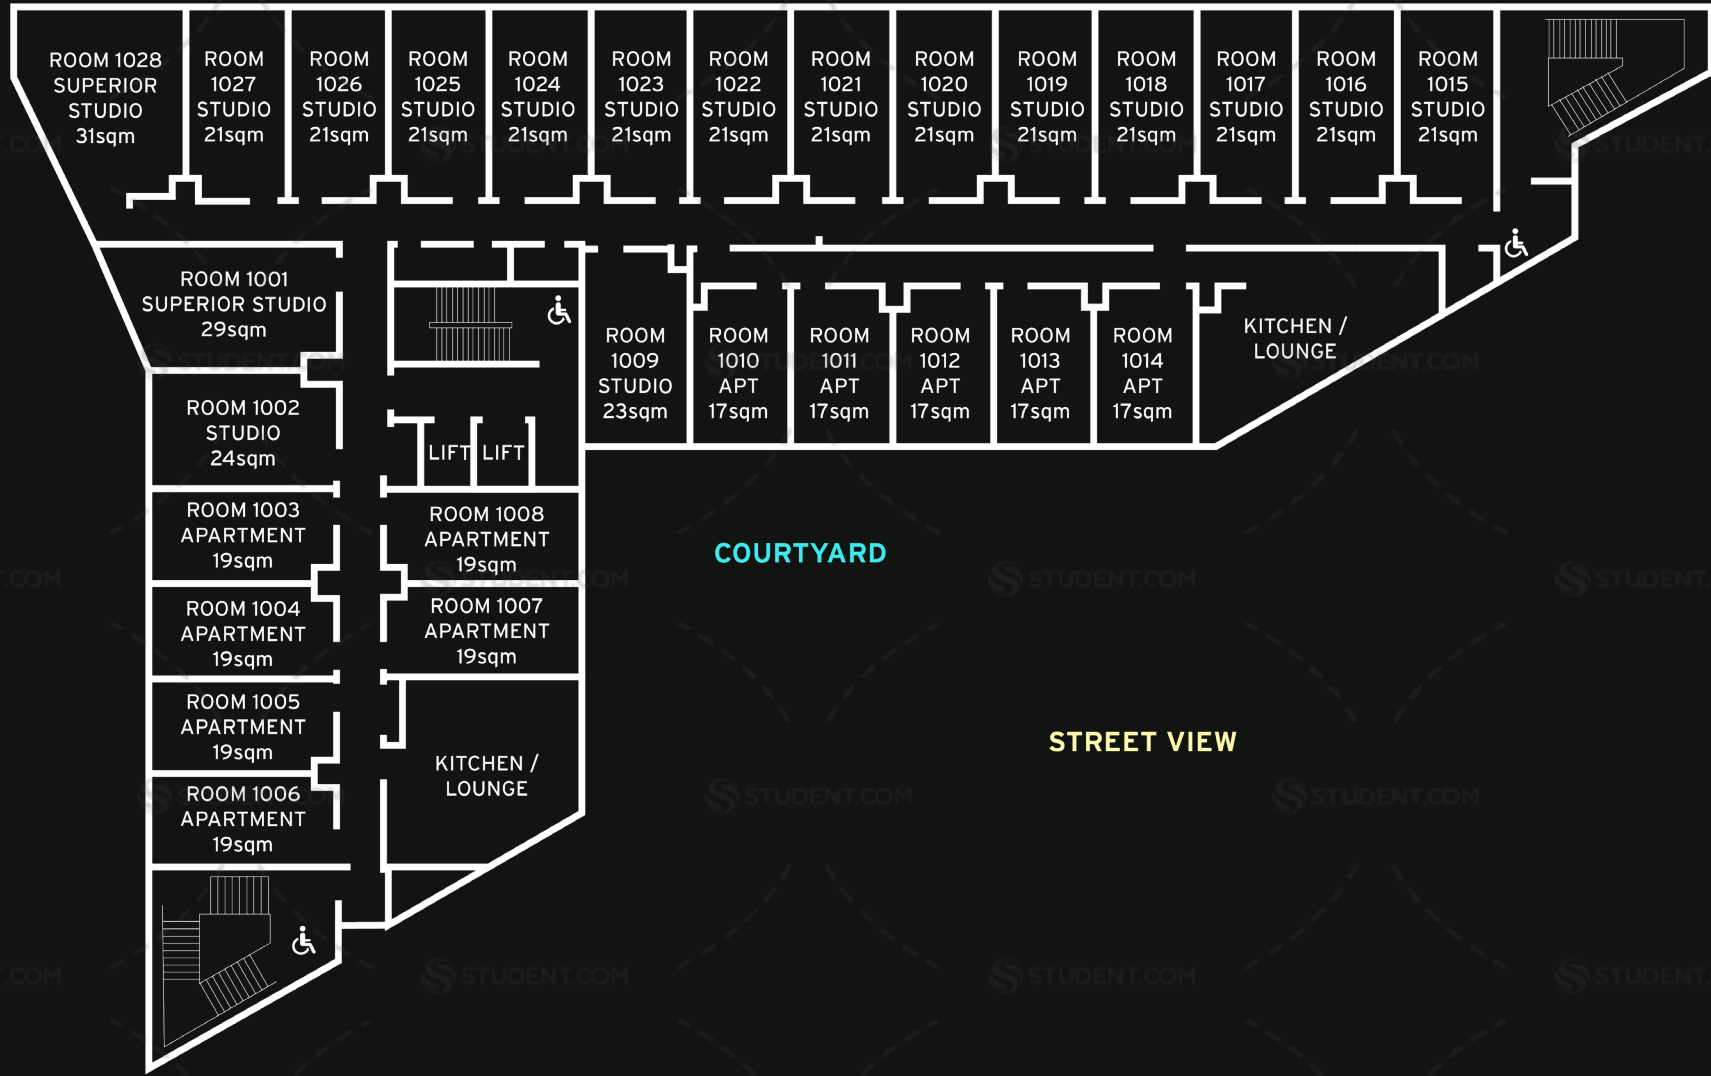 ROOM 1028
SUPERIOR
STUDIO
31sqm
ROOM
1027
STUDIO
21sqm
ROOM
1026
STUDIO
21sqm
ROOM
1025
STUDIO
21sqm
ROOM
1024
STUDIO
21sqm
ROOM
1023
STUDIO
21sqm
ROOM
1022
STUDIO
21sqm
ROOM
1021
STUDIO
21sqm
ROOM
1020
STUDIO
21sqm
ROOM
1019
STUDIO
21sqm
ROOM
1018
STUDIO
21sqm
ROOM
1017
STUDIO
21sqm
ROOM
1016
STUDIO
21sqm
ROOM
1015
STUDIO
21sqm
ROOM 1001
SUPERIOR STUDIO
29sqm
ROOM 1002
STUDIO
24sqm
ROOM 1003
APARTMENT
19sqm
ROOM 1004
APARTMENT
19sqm
ROOM 1005
APARTMENT
19sqm
ROOM 1006
APARTMENT
19sqm
LIFT
LIFT
ROOM 1008
APARTMENT
19sqm
ROOM 1007
APARTMENT
19sqm
KITCHEN /
LOUNGE
ROOM
1009
STUDIO
23sqm
ROOM
1010
APT
17sqm
ROOM
1011
APT
17sqm
ROOM
1012
APT
17sqm
ROOM
1013
APT
17sqm
ROOM
1014
APT
17sqm
KITCHEN /
LOUNGE
COURTYARD
STREET VIEW
STUDENT.COM